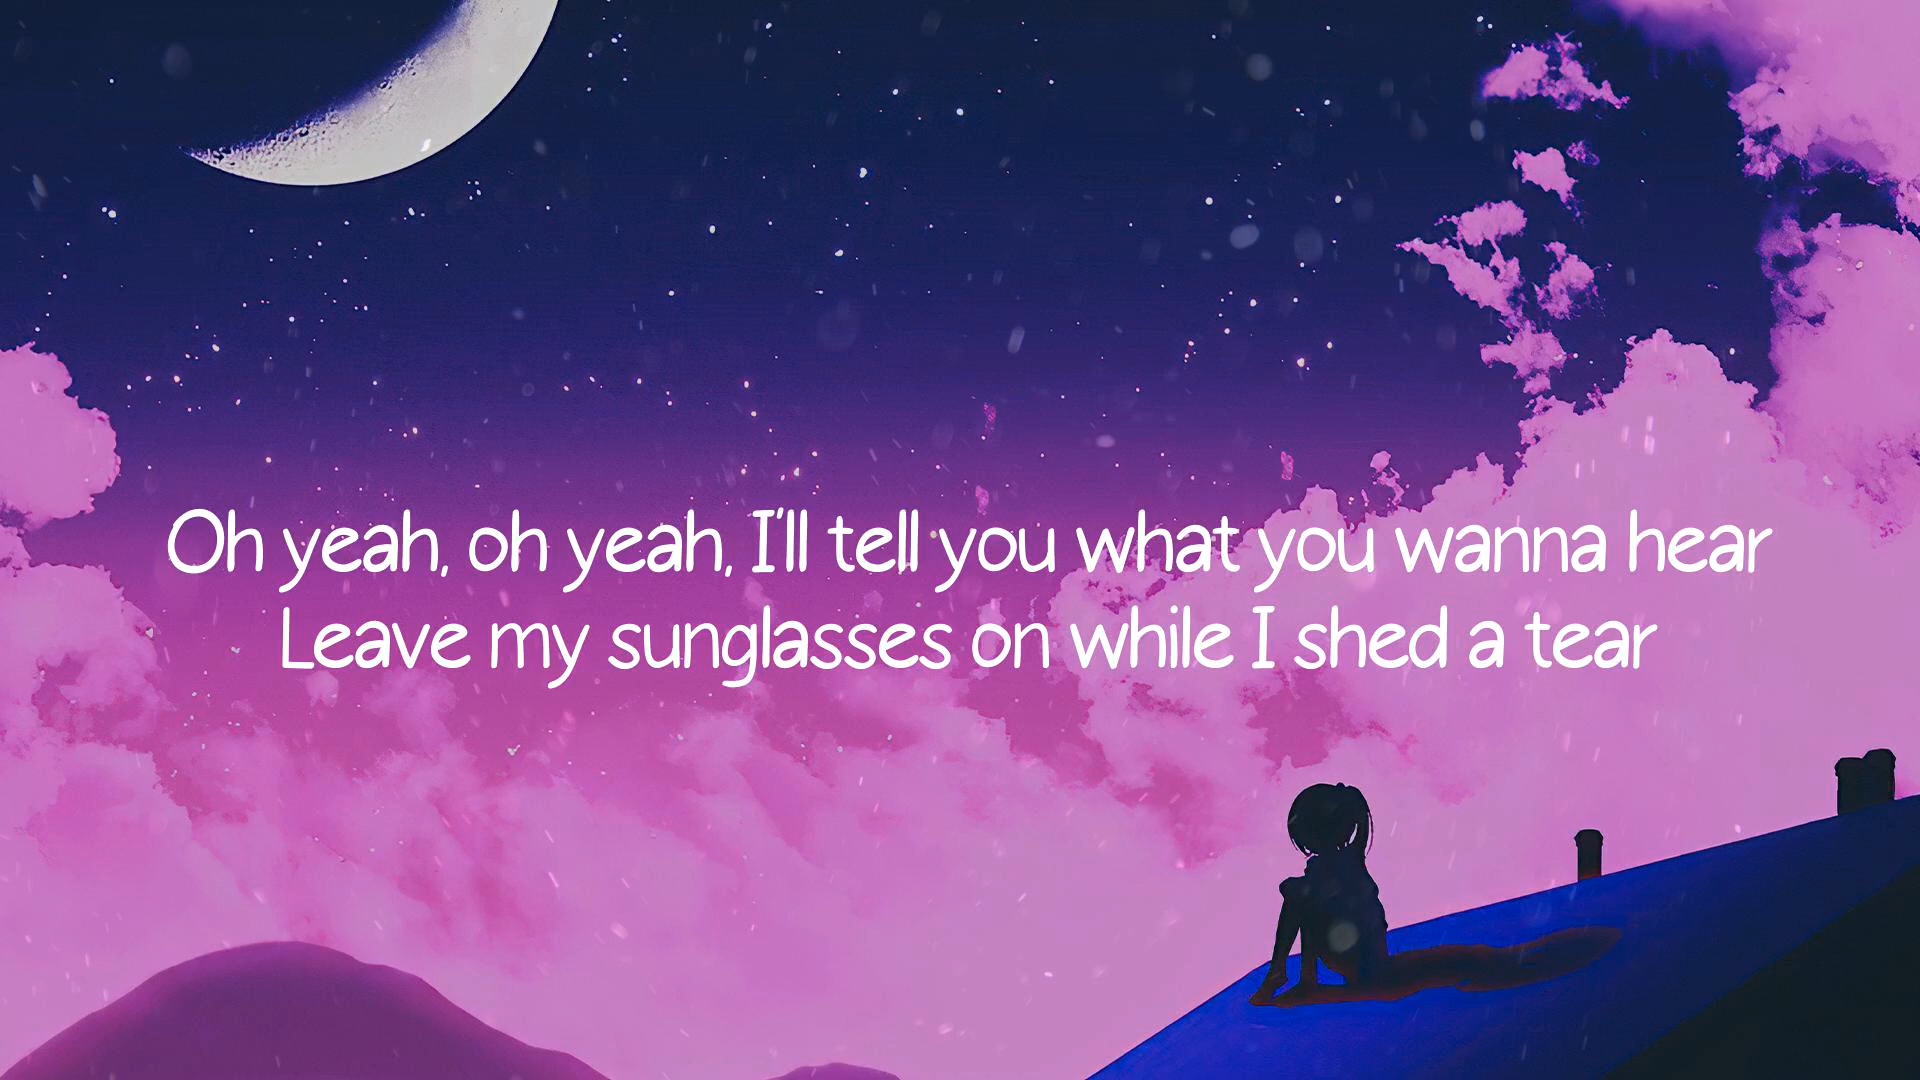 Oh yeah, oh yeah, I'll tell you what you wanna hear
Leave my sunglasses on while I shed a tear